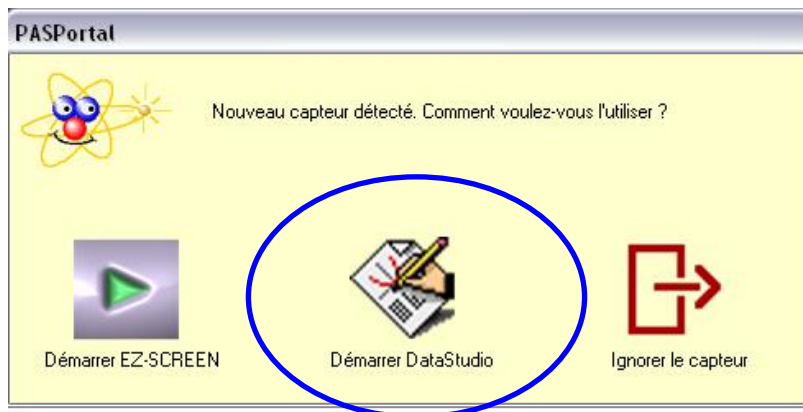 PASPortal
Nouveau capteur détecté. Comment voulez-vous l'utiliser ?
Démarrer EZ-SCREEN
Démarrer DataStudio
Ignorer le capteur